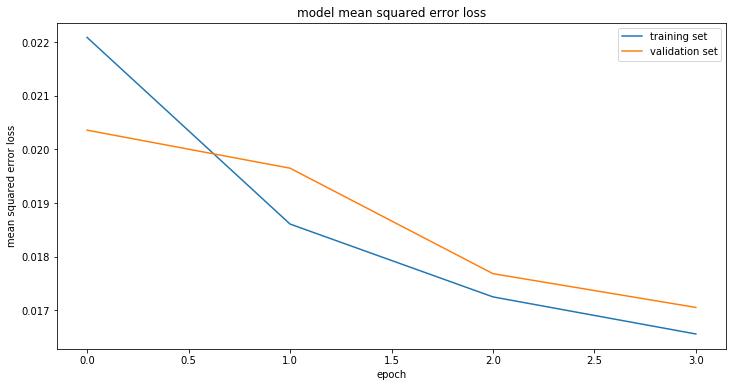 model mean squared error loss
training set
validation set
mean squared error loss
0.022
0.021
0.020
0.019
0.018
0.017
0.0 0.5 1.0 1.5 2.0 2.5 3.0
epoch